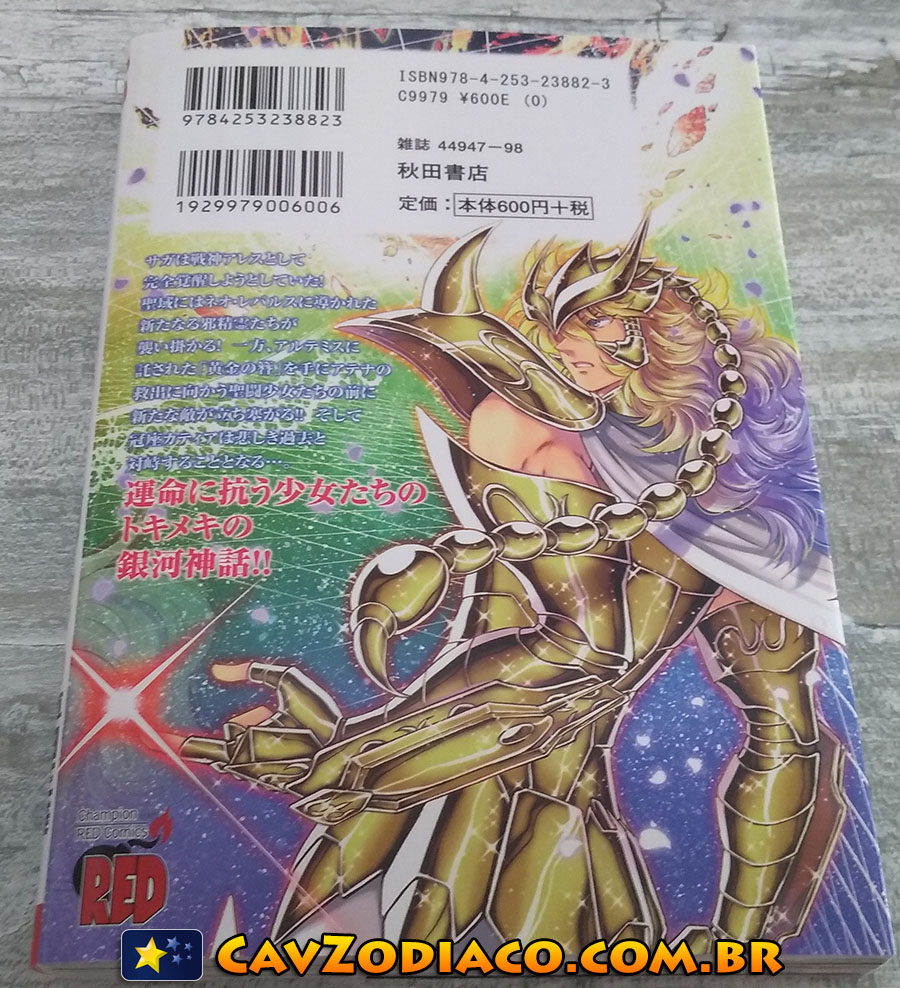 ISBN978-4-253-23882-3
C9979 ¥600E (0)
9784253238823
雑誌 44947-98
秋田書店
1929979006006
定価：本体600円+税
サガは戦神アレスとして
完全覚醒しようとしていた!
聖域にはネオ・レパルスに導かれた
新たなる邪精霊たちが
襲い掛かる! 一方、アルテミスに
託された「黄金の絆」を手にアテナの
救出に向かう聖闘少女たちの前に
新たな敵が立ち塞がる!! そして
冠座カティアは悲しき過去と
対峙することとなる…。
運命に抗う少女たちの
トキメキの
銀河神話!!
Champion
RED Comics
RED
CavZodiaco.com.br